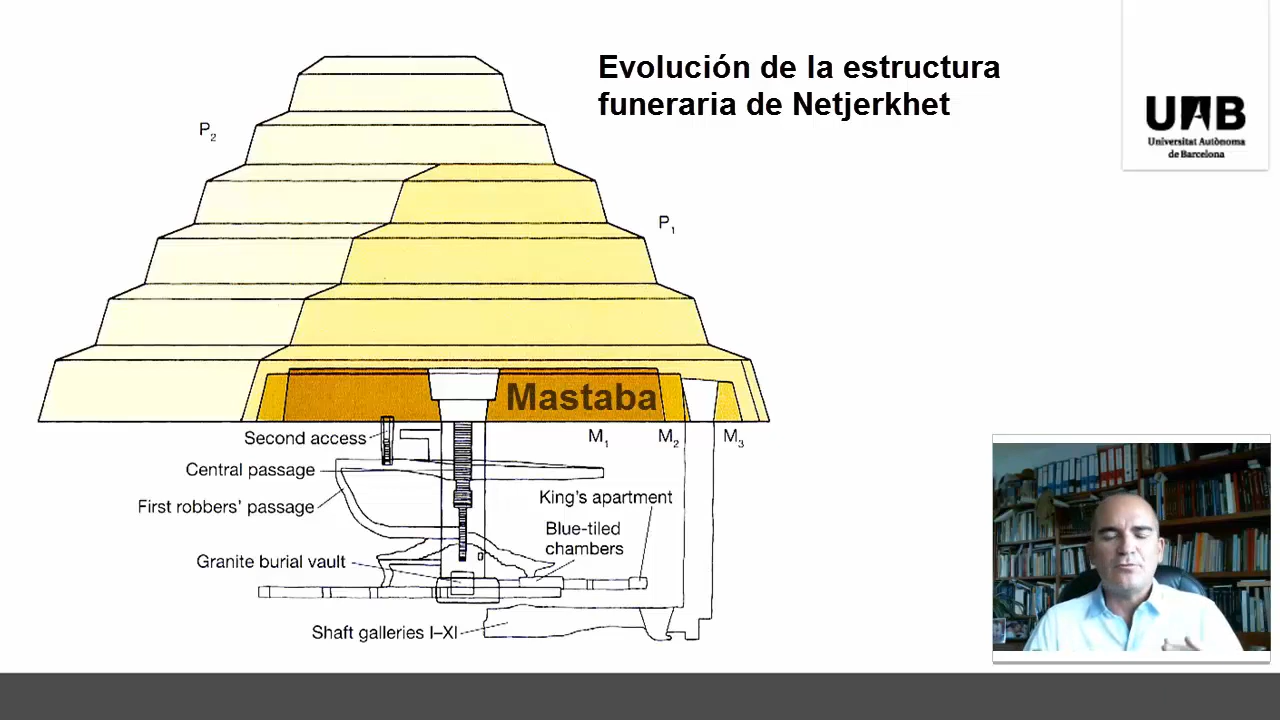 Evolución de la estructura
funeraria de Netjerkhet
UAB
Universitat Autònoma
de Barcelona
P2
P1
Mastaba
M1
M2
M3
Second access
Central passage
First robbers' passage
King's apartment
Blue-tiled
chambers
Granite burial vault
Shaft galleries I–XI